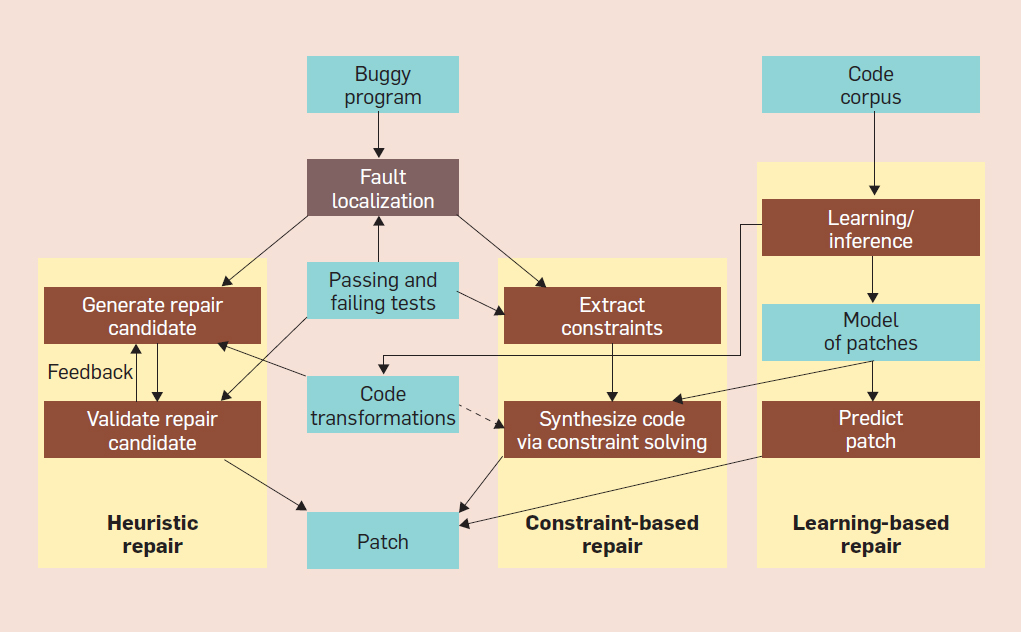 Buggy
program
Code
corpus
Fault
localization
Learning/
inference
Passing and
failing tests
Generate repair
candidate
Extract
constraints
Model
of patches
Feedback
Code
transformations
Validate repair
candidate
Synthesize code
via constraint solving
Predict
patch
Heuristic
repair
Patch
Constraint-based
repair
Learning-based
repair